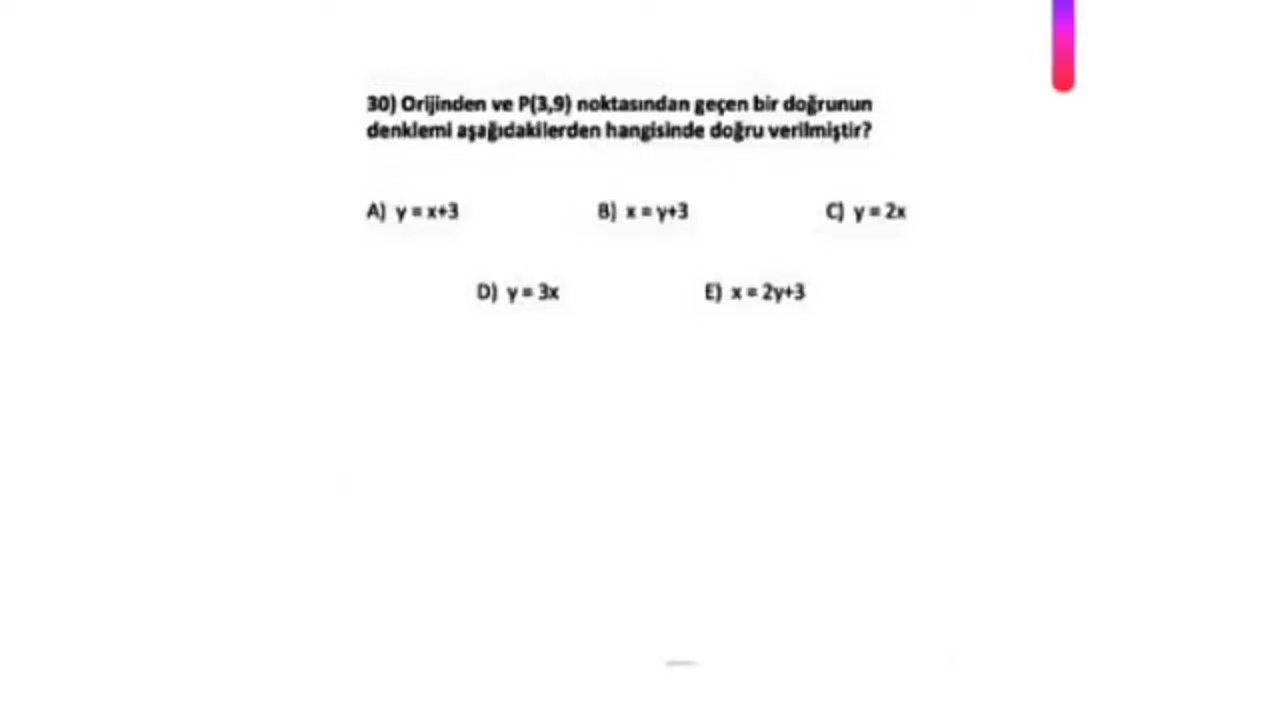 30) Orijinden ve P(3,9) noktasından geçen bir doğrunun
denklemi aşağıdakilerden hangisinde doğru verilmiştir?
A) y = x+3 B) x = y+3 C) y = 2x
D) y = 3x E) x = 2y+3